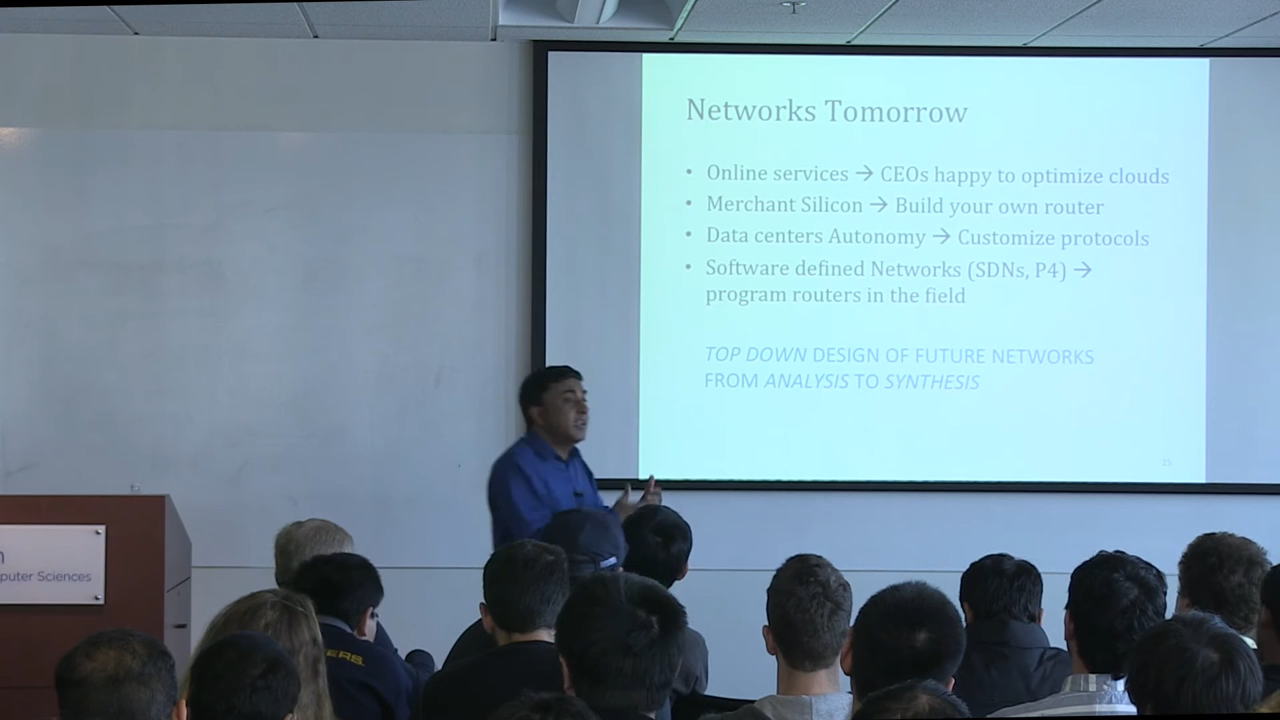 Networks Tomorrow
• Online services → CEOs happy to optimize clouds
• Merchant Silicon → Build your own router
• Data centers Autonomy → Customize protocols
• Software defined Networks (SDNs, P4) →
program routers in the field
TOP DOWN DESIGN OF FUTURE NETWORKS
FROM ANALYSIS TO SYNTHESIS
puter Sciences
ERS